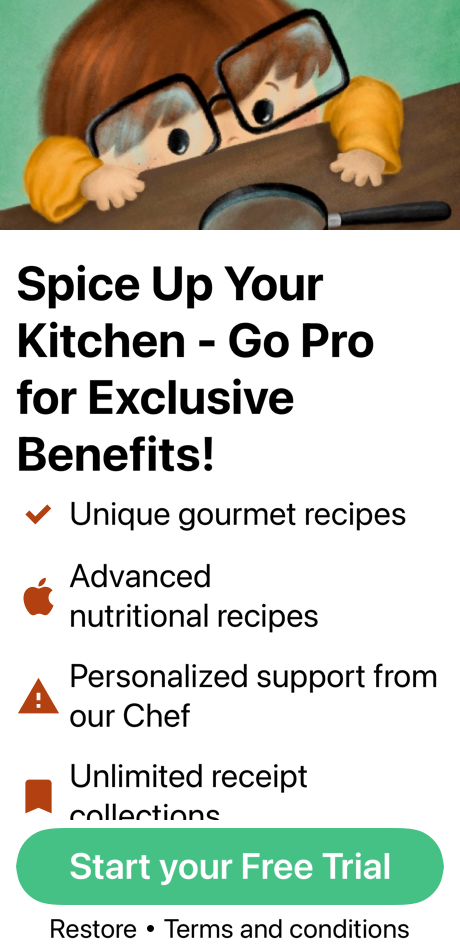 Spice Up Your
Kitchen - Go Pro
for Exclusive
Benefits!
Unique gourmet recipes
Advanced
nutritional recipes
Personalized support from
our Chef
Unlimited receipt
collections
Start your Free Trial
Restore • Terms and conditions